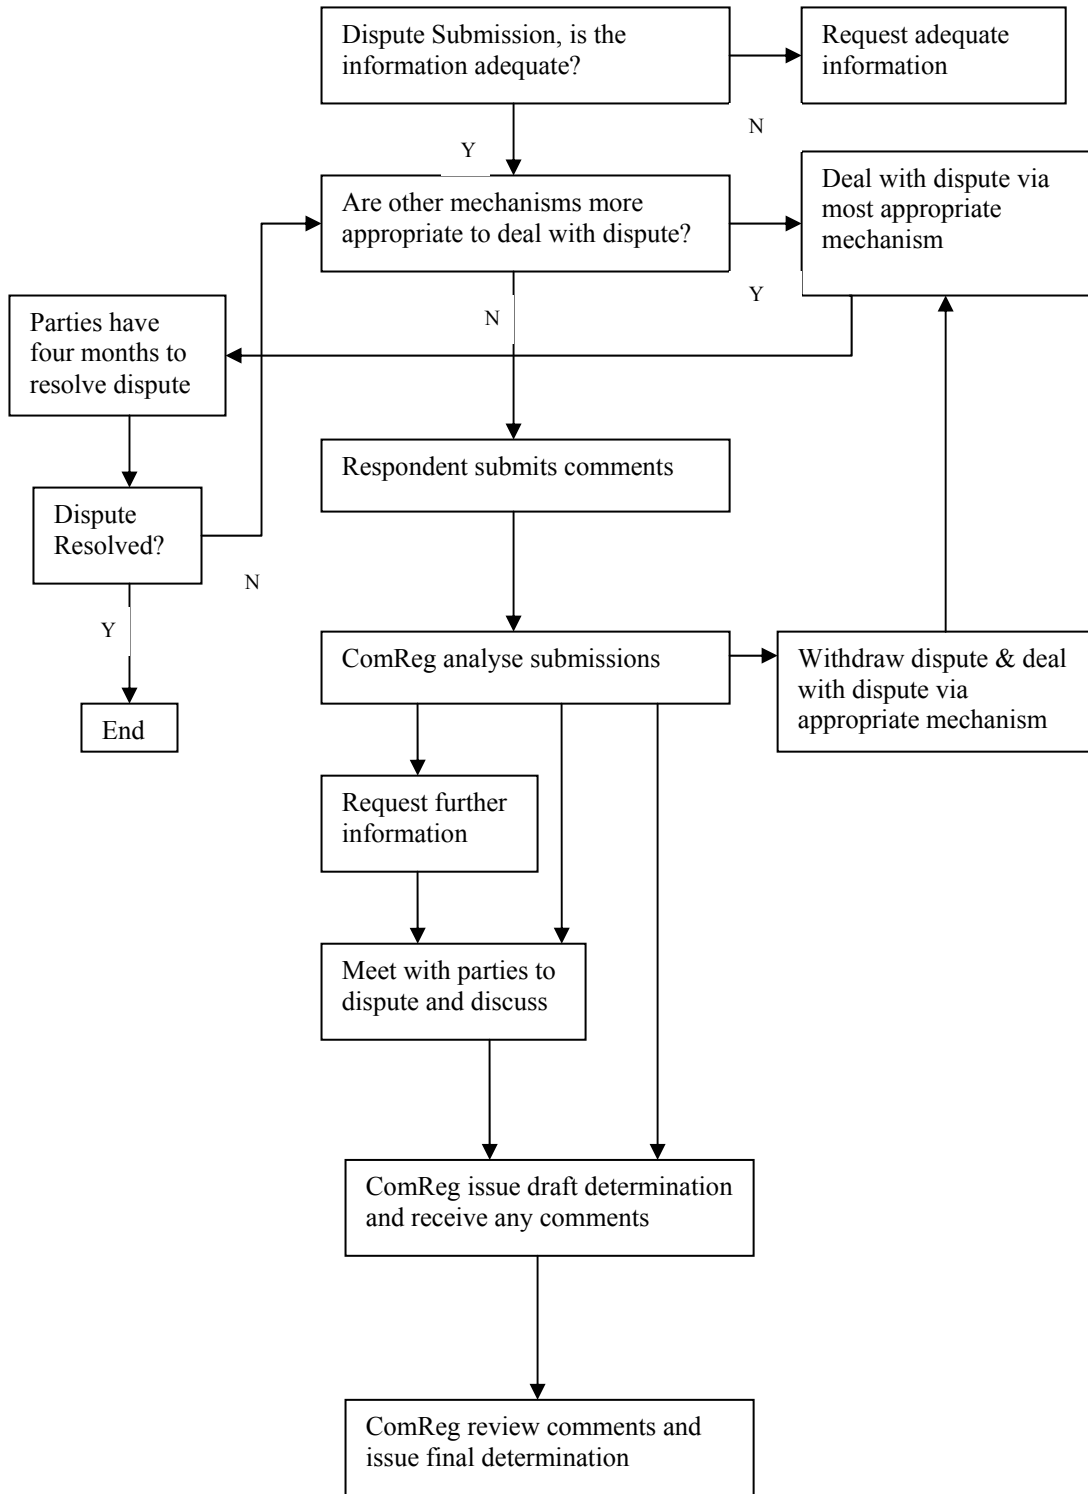 Dispute Submission, is the
information adequate?
Request adequate
information
N
Y
Are other mechanisms more
appropriate to deal with dispute?
Deal with dispute via
most appropriate
mechanism
Y
N
Parties have
four months to
resolve dispute
Respondent submits comments
Dispute
Resolved?
N
Y
ComReg analyse submissions
Withdraw dispute & deal
with dispute via
appropriate mechanism
End
Request further
information
Meet with parties to
dispute and discuss
ComReg issue draft determination
and receive any comments
ComReg review comments and
issue final determination